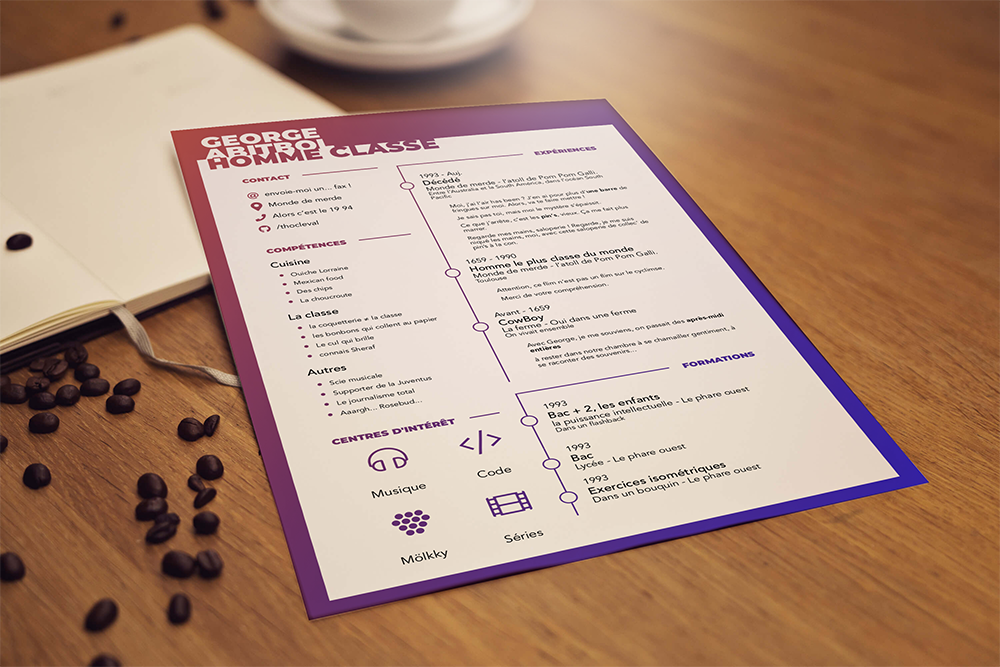 GEORGE
ABITBOL
HOMME CLASSE
CONTACT
envoie-moi un... fax !
Monde de merde
Alors c'est le 19 94
/thocleval
COMPÉTENCES
Cuisine
Quiche Lorraine
Mexican food
Des chips
La choucroute
La classe
la coquetterie ≠ la classe
les bonbons qui collent au papier
Le cul qui brille
connais Sheraf
Autres
Scie musicale
Supporter de la Juventus
Le journalisme total
Aaargh... Rosebud...
CENTRES D'INTÉRÊT
Musique
Code
Mölkky
Séries
EXPÉRIENCES
1993 - Auj.
Décédé
Monde de merde - l'atoll de Pom Pom Galli.
Entre l'Australie et la South America, dans l'océan South
Pacific
Moi, j'ai l'air has been ? J'en ai pour plus d'une barre de
fringues sur moi. Alors, va te faire mettre !
Je sais pas toi, mais moi le mystère s'épaissit.
Ce que j'arrête, c'est les pin's, vieux. Ça me fait plus
marrer.
Regarde mes mains, saloperie ! Regarde, je me suis
niqué les mains, moi, avec cette saloperie de collec' de
pin's à la con.
1659 - 1990
Homme le plus classe du monde
Monde de merde - l'atoll de Pom Pom Galli.
Toulouse
Attention, ce flim n'est pas un flim sur le cyclimse.
Merci de votre compréhension.
Avant - 1659
CowBoy
La ferme - Oui dans une ferme
On vivait ensemble
Avec George, je me souviens, on passait des après-midi
entières
à rester dans notre chambre à se chamailler gentiment, à
se raconter des souvenirs...
FORMATIONS
1993
Bac + 2, les enfants
la puissance intellectuelle - Le phare ouest
Dans un flashback
1993
Bac
Lycée - Le phare ouest
1993
Exercices isométriques
Dans un bouquin - Le phare ouest